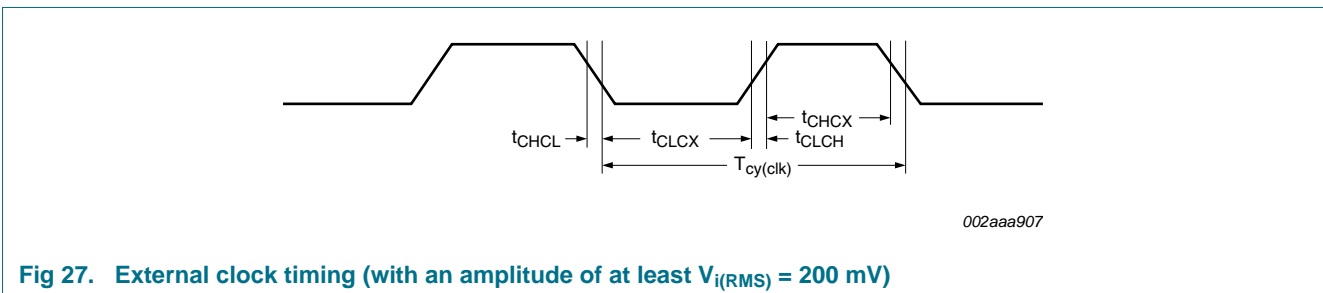 tCHCX
tCHCL tCLCX tCLCH
Tcy(clk)
002aaa907
Fig 27. External clock timing (with an amplitude of at least Vi(RMS) = 200 mV)